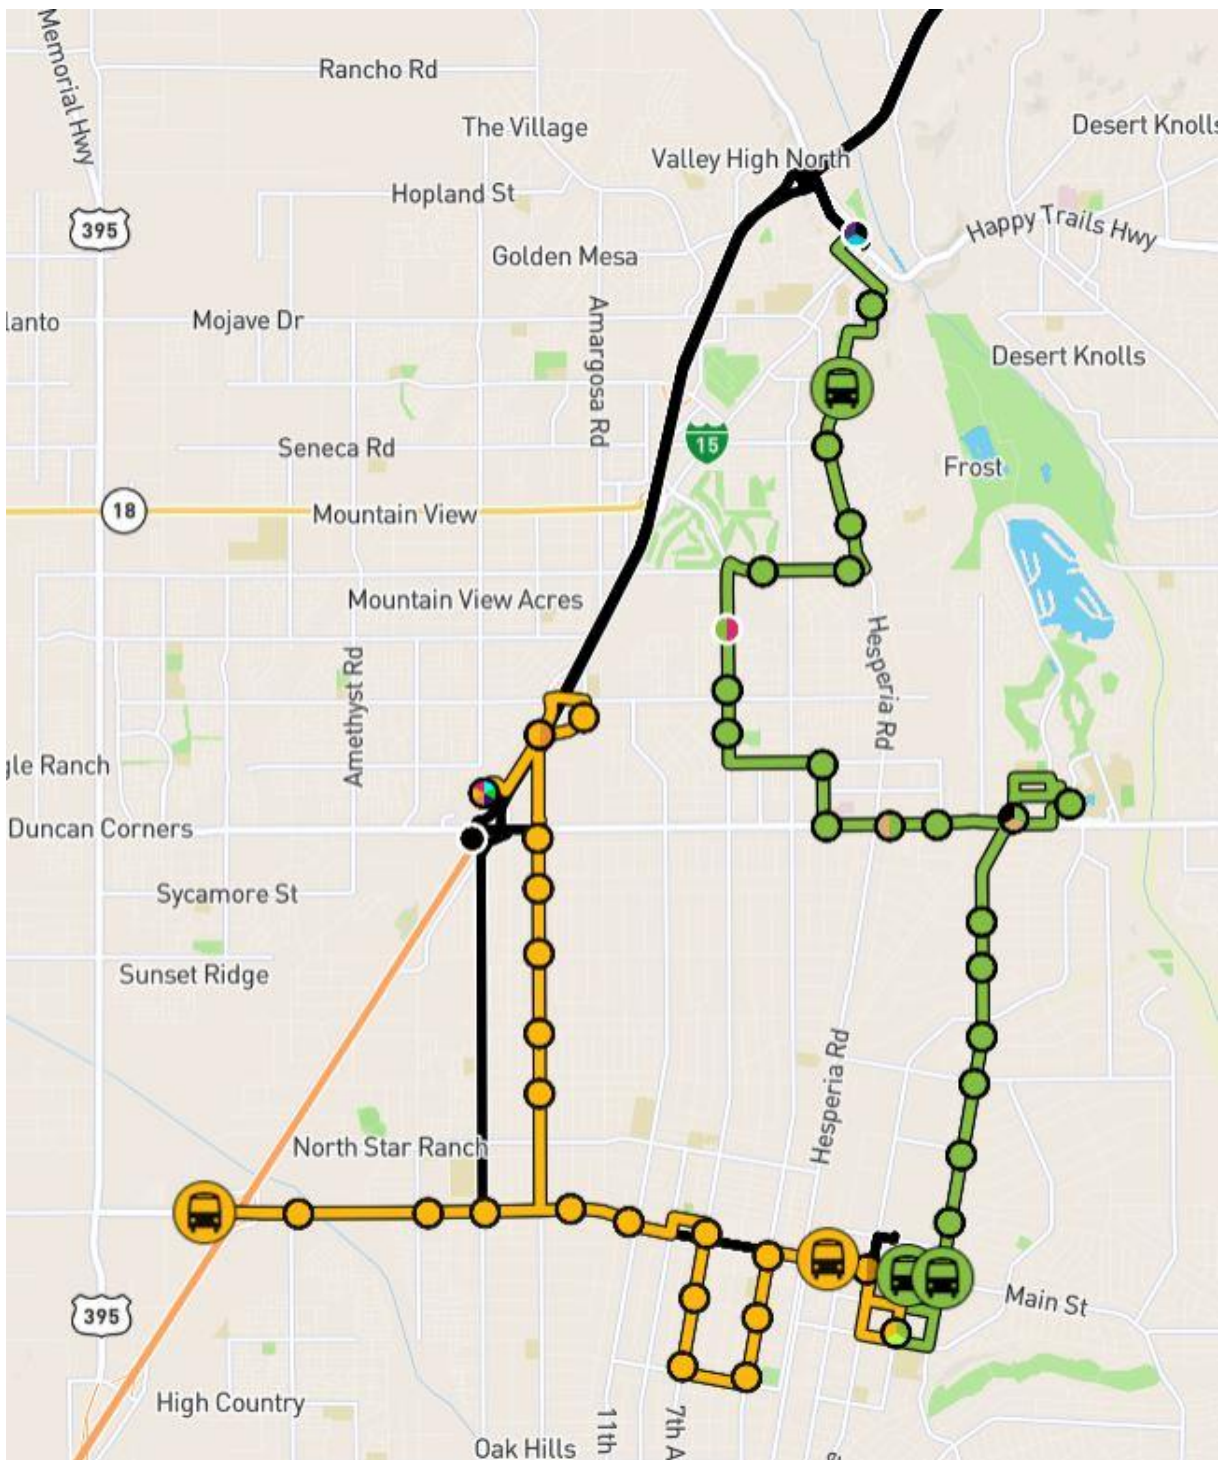 Memorial Hwy
Rancho Rd
The Village
Desert Knolls
Valley High North
Hopland St
395
Happy Trails Hwy
Golden Mesa
Amargosa Rd
lanto
Mojave Dr
Desert Knolls
15
Seneca Rd
Frost
18
Mountain View
Mountain View Acres
Hesperia Rd
Amethyst Rd
gle Ranch
Duncan Corners
Sycamore St
Sunset Ridge
Hesperia Rd
North Star Ranch
395
Main St
High Country
11th
7th A
Oak Hills